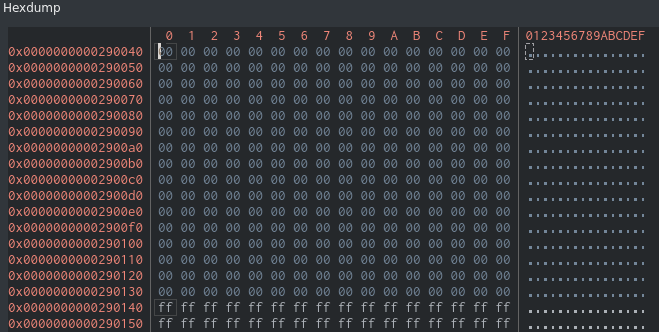 Hexdump
0 1 2 3 4 5 6 7 8 9 A B C D E F 0123456789ABCDEF
0x0000000000290040 00 00 00 00 00 00 00 00 00 00 00 00 00 00 00 00 ................
0x0000000000290050 00 00 00 00 00 00 00 00 00 00 00 00 00 00 00 00 ................
0x0000000000290060 00 00 00 00 00 00 00 00 00 00 00 00 00 00 00 00 ................
0x0000000000290070 00 00 00 00 00 00 00 00 00 00 00 00 00 00 00 00 ................
0x0000000000290080 00 00 00 00 00 00 00 00 00 00 00 00 00 00 00 00 ................
0x0000000000290090 00 00 00 00 00 00 00 00 00 00 00 00 00 00 00 00 ................
0x00000000002900a0 00 00 00 00 00 00 00 00 00 00 00 00 00 00 00 00 ................
0x00000000002900b0 00 00 00 00 00 00 00 00 00 00 00 00 00 00 00 00 ................
0x00000000002900c0 00 00 00 00 00 00 00 00 00 00 00 00 00 00 00 00 ................
0x00000000002900d0 00 00 00 00 00 00 00 00 00 00 00 00 00 00 00 00 ................
0x00000000002900e0 00 00 00 00 00 00 00 00 00 00 00 00 00 00 00 00 ................
0x00000000002900f0 00 00 00 00 00 00 00 00 00 00 00 00 00 00 00 00 ................
0x0000000000290100 00 00 00 00 00 00 00 00 00 00 00 00 00 00 00 00 ................
0x0000000000290110 00 00 00 00 00 00 00 00 00 00 00 00 00 00 00 00 ................
0x0000000000290120 00 00 00 00 00 00 00 00 00 00 00 00 00 00 00 00 ................
0x0000000000290130 00 00 00 00 00 00 00 00 00 00 00 00 00 00 00 00 ................
0x0000000000290140 ff ff ff ff ff ff ff ff ff ff ff ff ff ff ff ff ................
0x0000000000290150 ff ff ff ff ff ff ff ff ff ff ff ff ff ff ff ff ................